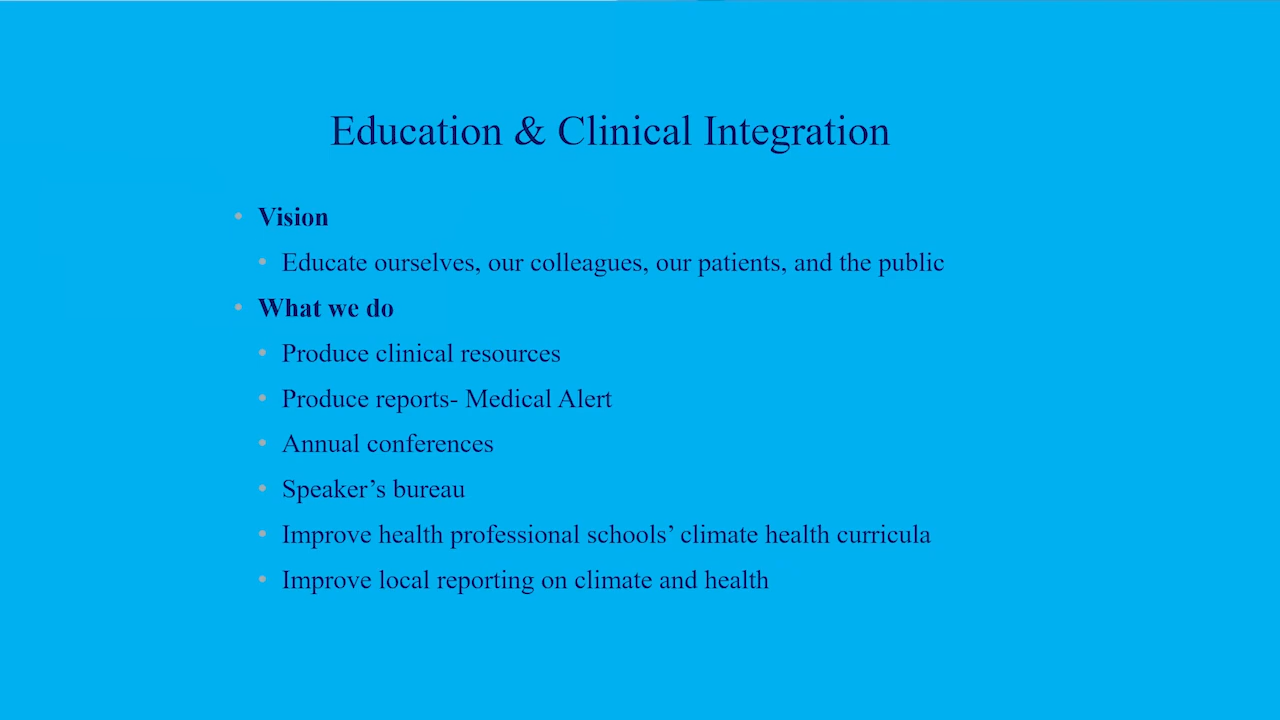 Education & Clinical Integration
• Vision
• Educate ourselves, our colleagues, our patients, and the public
• What we do
• Produce clinical resources
• Produce reports- Medical Alert
• Annual conferences
• Speaker’s bureau
• Improve health professional schools’ climate health curricula
• Improve local reporting on climate and health